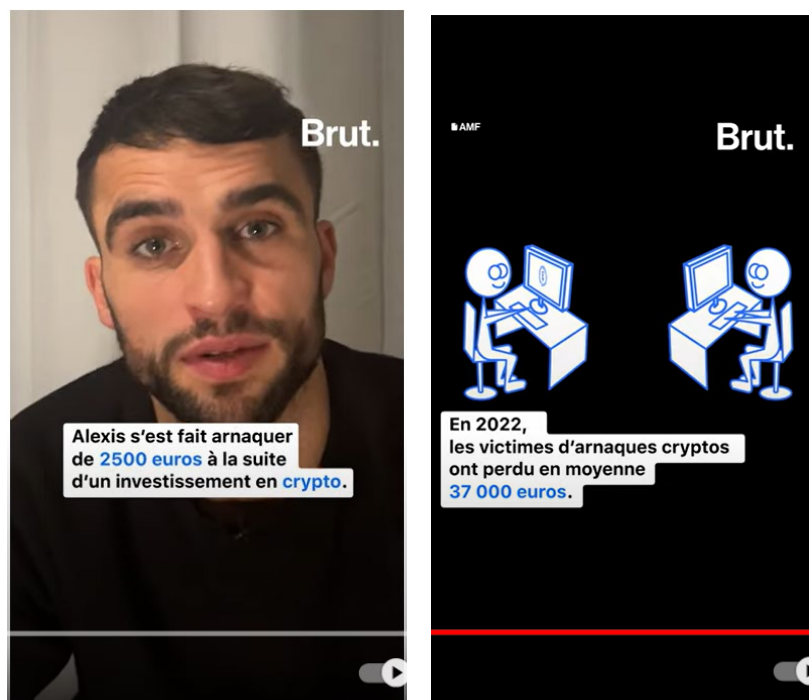 Brut.
Alexis s'est fait arnaquer
de 2500 euros à la suite
d'un investissement en crypto.
AMF
Brut.
En 2022,
les victimes d'arnaques cryptos
ont perdu en moyenne
37 000 euros.